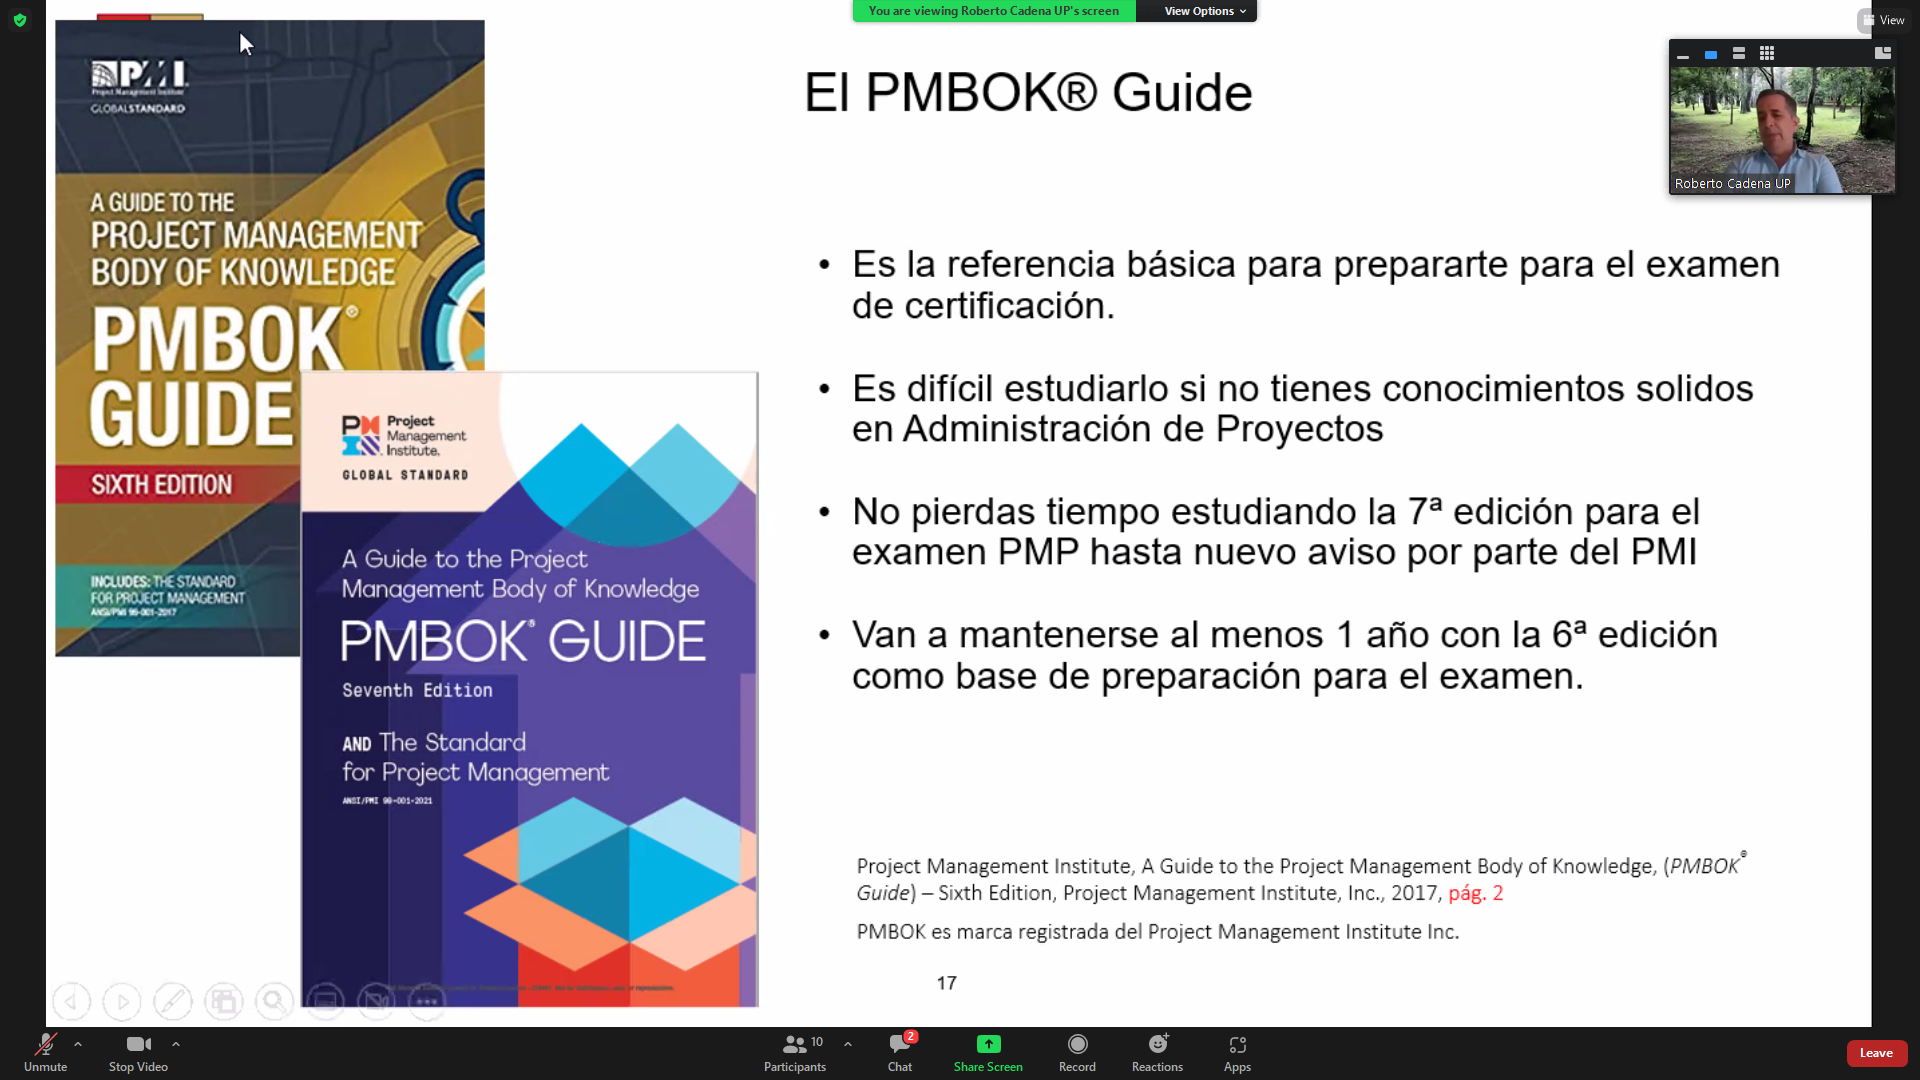 You are viewing Roberto Cadena UP's screen
View Options
View
PMI
Project Management Institute
GLOBALSTANDARD
A GUIDE TO THE
PROJECT MANAGEMENT
BODY OF KNOWLEDGE
PMBOK®
GUIDE
SIXTH EDITION
INCLUDES: THE STANDARD
FOR PROJECT MANAGEMENT
ANSI/PMI 99-001-2017
Project
Management
Institute.
GLOBAL STANDARD
A Guide to the Project
Management Body of Knowledge
PMBOK® GUIDE
Seventh Edition
AND The Standard
for Project Management
ANSI/PMI 99-001-2021
El PMBOK® Guide
Roberto Cadena UP
• Es la referencia básica para prepararte para el examen
de certificación.
• Es difícil estudiarlo si no tienes conocimientos solidos
en Administración de Proyectos
• No pierdas tiempo estudiando la 7ª edición para el
examen PMP hasta nuevo aviso por parte del PMI
• Van a mantenerse al menos 1 año con la 6ª edición
como base de preparación para el examen.
Project Management Institute, A Guide to the Project Management Body of Knowledge, (PMBOK®
Guide) – Sixth Edition, Project Management Institute, Inc., 2017, pág. 2
PMBOK es marca registrada del Project Management Institute Inc.
17
Unmute
Stop Video
Participants
10
Chat
2
Share Screen
Record
Reactions
Apps
Leave